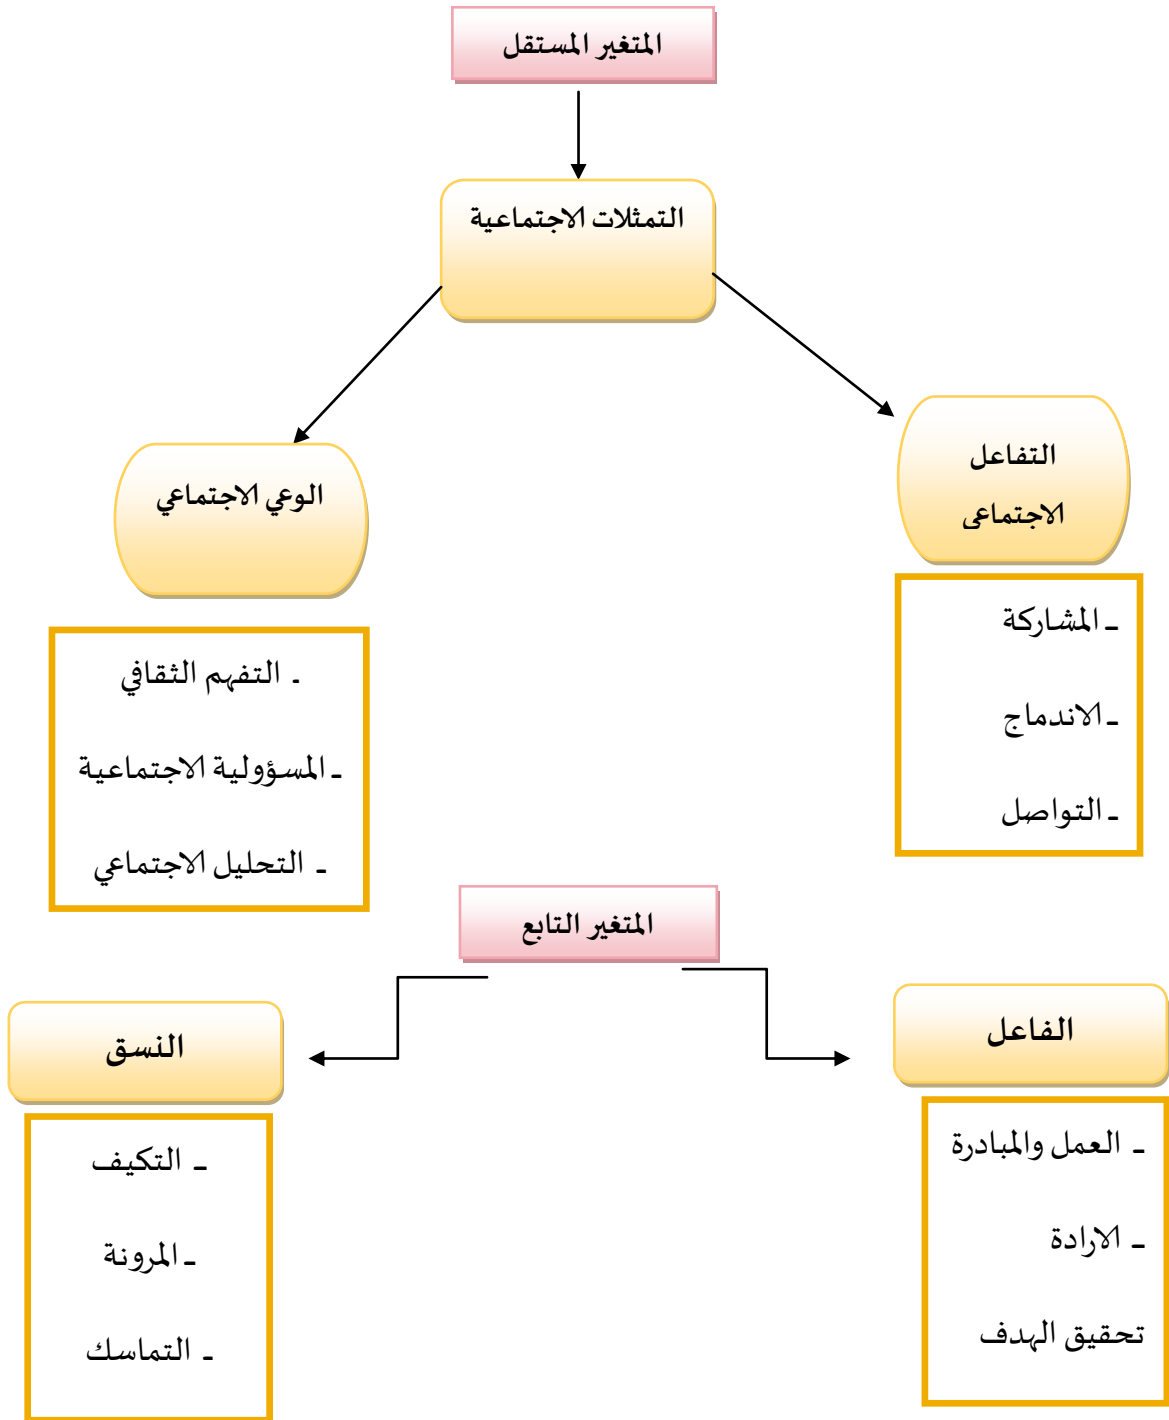 المتغير المستقل
التمثلات الاجتماعية
التفاعل
الاجتماعي
ـ المشاركة
ـ الاندماج
ـ التواصل
الوعي الاجتماعي
ـ التفهم الثقافي
ـ المسؤولية الاجتماعية
ـ التحليل الاجتماعي
المتغير التابع
الفاعل
ـ العمل والمبادرة
ـ الارادة
تحقيق الهدف
النسق
ـ التكيف
ـ المرونة
ـ التماسك